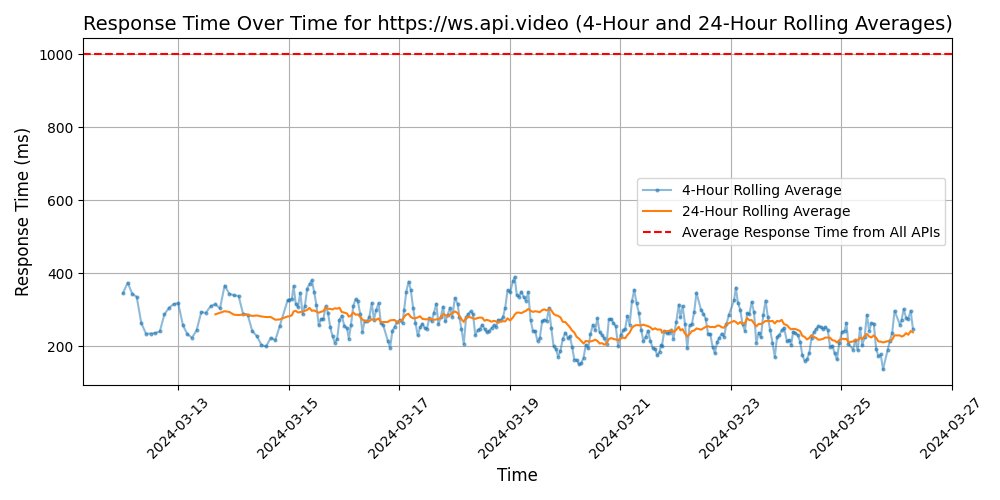 Response Time Over Time for https://ws.api.video (4-Hour and 24-Hour Rolling Averages)
Response Time (ms)
1000
800
600
400
200
4-Hour Rolling Average
24-Hour Rolling Average
Average Response Time from All APIs
2024-03-13
2024-03-15
2024-03-17
2024-03-19
2024-03-21
2024-03-23
2024-03-25
2024-03-27
Time